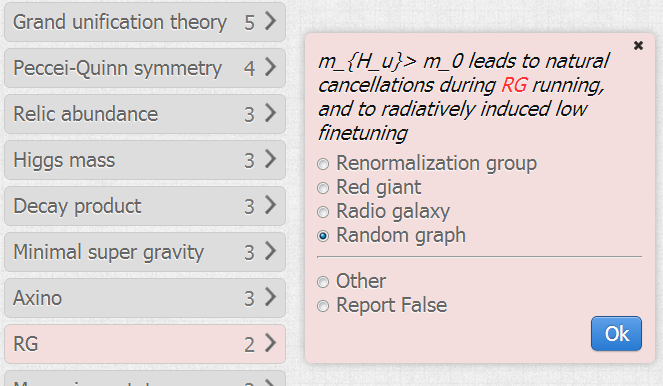 Grand unification theory 5
Peccei-Quinn symmetry 4
Relic abundance 3
Higgs mass 3
Decay product 3
Minimal super gravity 3
Axino 3
RG 2
m_{H_u}> m_0 leads to natural
cancellations during RG running,
and to radiatively induced low
finetuning
Renormalization group
Red giant
Radio galaxy
Random graph
Other
Report False
Ok